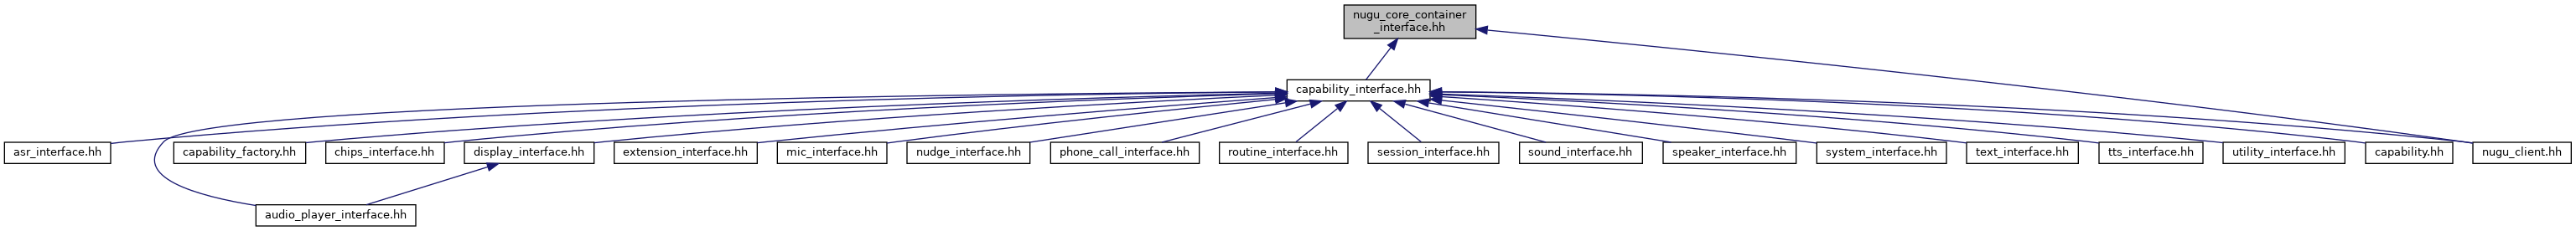 nugu_core_container
_interface.hh
capability_interface.hh
asr_interface.hh
capability_factory.hh
chips_interface.hh
display_interface.hh
extension_interface.hh
mic_interface.hh
nudge_interface.hh
phone_call_interface.hh
routine_interface.hh
session_interface.hh
sound_interface.hh
speaker_interface.hh
system_interface.hh
text_interface.hh
tts_interface.hh
utility_interface.hh
capability.hh
nugu_client.hh
audio_player_interface.hh